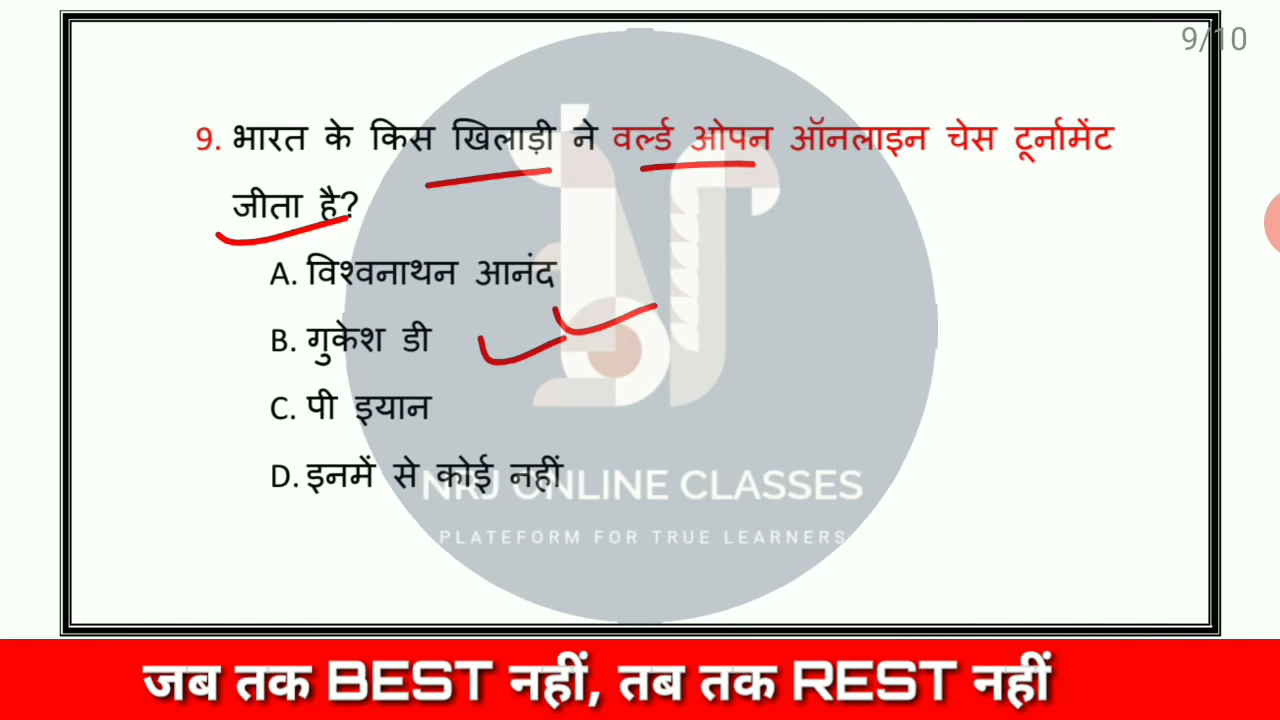 9/10
9. भारत के किस खिलाड़ी ने वर्ल्ड ओपन ऑनलाइन चेस टूर्नामेंट
जीता है?
A. विश्वनाथन आनंद
B. गुकेश डी
C. पी इयान
D. इनमें से कोई नहीं
NRJ ONLINE CLASSES
PLATEFORM FOR TRUE LEARNERS
जब तक BEST नहीं, तब तक REST नहीं